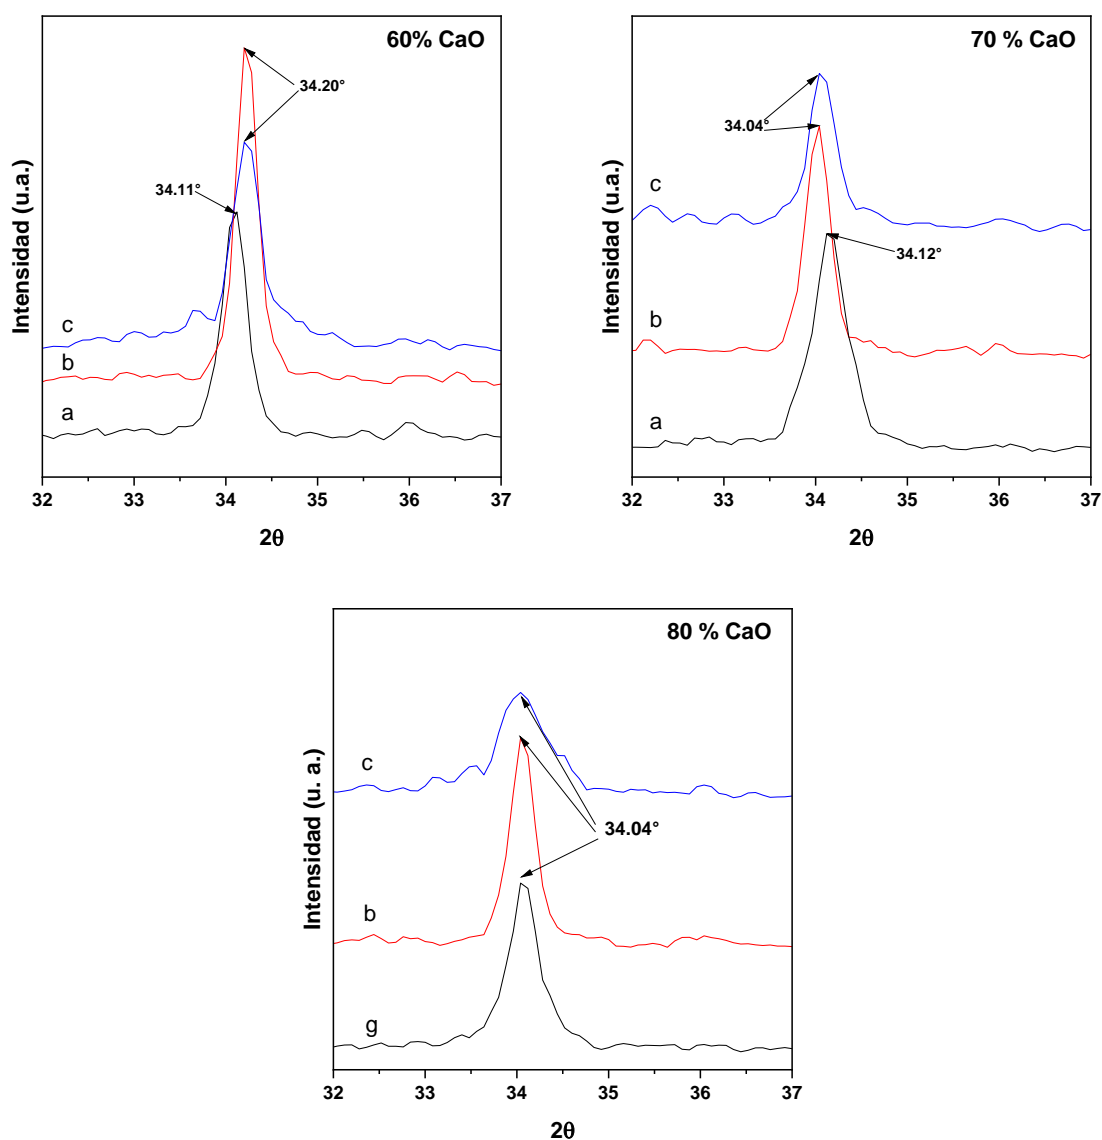 60% CaO
34.20°
34.11°
c
b
a
Intensidad (u.a.)
32 33 34 35 36 37
2θ
70 % CaO
34.04°
c
34.12°
b
a
Intensidad (u.a.)
32 33 34 35 36 37
2θ
80 % CaO
c
34.04°
b
g
Intensidad (u. a.)
32 33 34 35 36 37
2θ